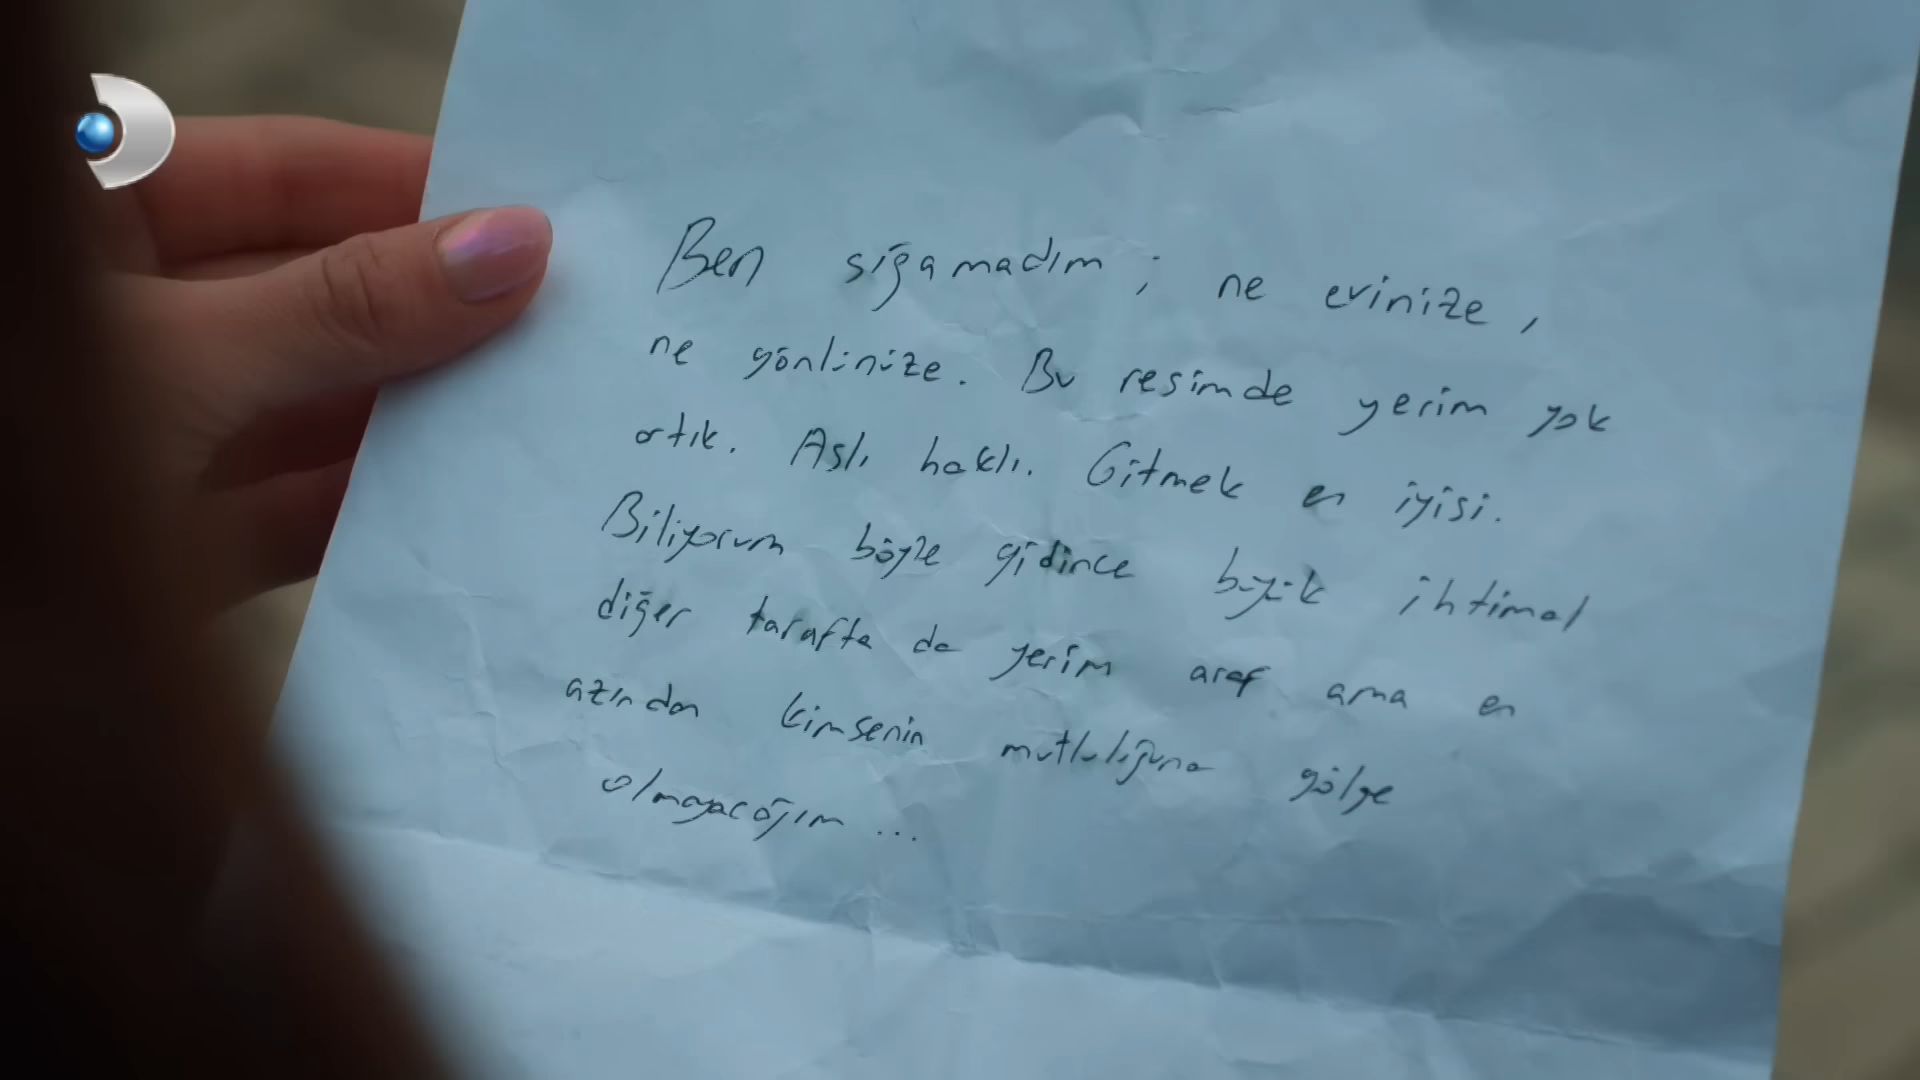 Ben sığamadım; ne evinize,
ne gönlünüze. Bu resimde yerim yok
artık. Aslı haklı. Gitmek en iyisi.
Biliyorum böyle gidince büyük ihtimal
diğer tarafta da yerim araf ama en
azından kimsenin mutluluğuna gölge
olmayacağım...